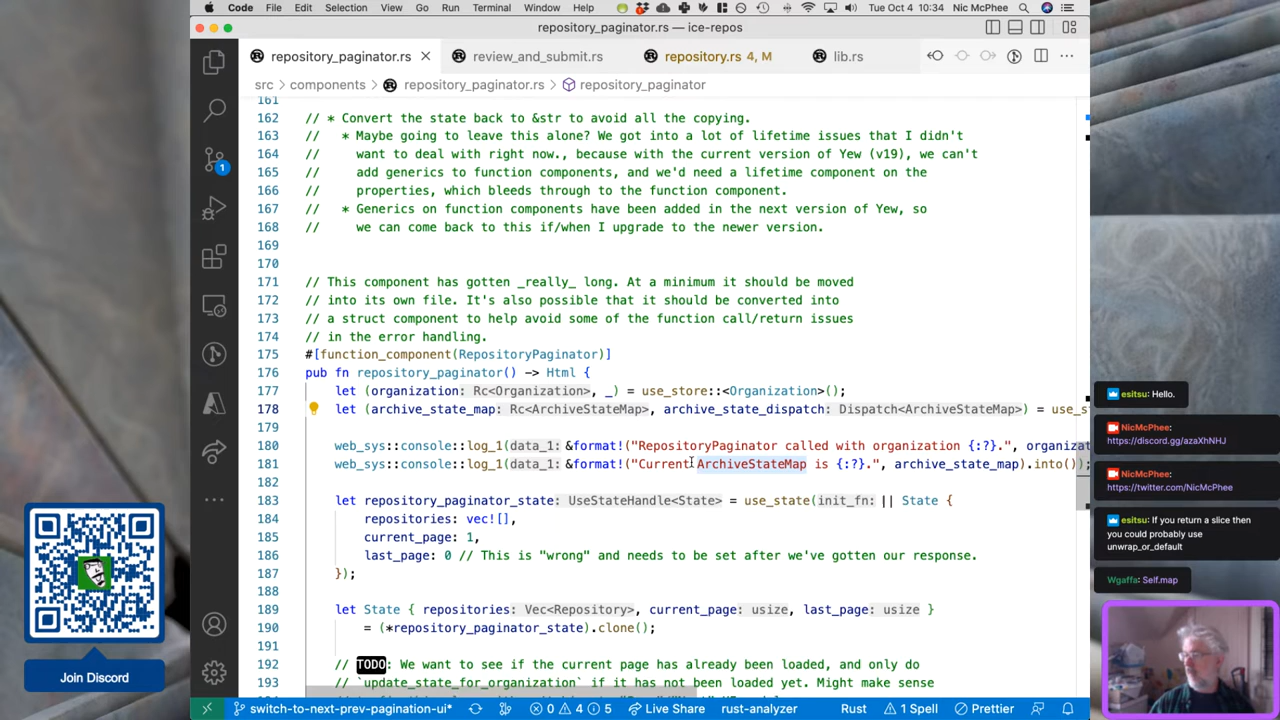 Code File Edit Selection View Go Run Terminal Window Help Tue Oct 4 10:34 Nic McPhee
repository_paginator.rs — ice-repos
repository_paginator.rs review_and_submit.rs repository.rs 4, M lib.rs
src > components > repository_paginator.rs > repository_paginator
161
162 // * Convert the state back to &str to avoid all the copying.
163 // * Maybe going to leave this alone? We got into a lot of lifetime issues that I didn't
164 // want to deal with right now., because with the current version of Yew (v19), we can't
165 // add generics to function components, and we'd need a lifetime component on the
166 // properties, which bleeds through to the function component.
167 // * Generics on function components have been added in the next version of Yew, so
168 // we can come back to this if/when I upgrade to the newer version.
169
170
171 // This component has gotten _really_ long. At a minimum it should be moved
172 // into its own file. It's also possible that it should be converted into
173 // a struct component to help avoid some of the function call/return issues
174 // in the error handling.
175 #[function_component(RepositoryPaginator)]
176 pub fn repository_paginator() -> Html {
177 let (organization: Rc<Organization>, _) = use_store::<Organization>();
178 let (archive_state_map: Rc<ArchiveStateMap>, archive_state_dispatch: Dispatch<ArchiveStateMap>) = use_s
179
180 web_sys::console::log_1(data_1: &format!("RepositoryPaginator called with organization {:?}.", organizat
181 web_sys::console::log_1(data_1: &format!("Current ArchiveStateMap is {:?}.", archive_state_map).into());
182
183 let repository_paginator_state: UseStateHandle<State> = use_state(init_fn: || State {
184 repositories: vec![],
185 current_page: 1,
186 last_page: 0 // This is "wrong" and needs to be set after we've gotten our response.
187 });
188
189 let State { repositories: Vec<Repository>, current_page: usize, last_page: usize }
190 = (*repository_paginator_state).clone();
191
192 // TODO: We want to see if the current page has already been loaded, and only do
193 // `update_state_for_organization` if it has not been loaded yet. Might make sense
switch-to-next-prev-pagination-ui* 0 4 5 Live Share rust-analyzer Rust 1 Spell Prettier
1
Join Discord
esitsu: Hello.
NicMcPhee:
https://discord.gg/azaXhNHJ
NicMcPhee:
https://twitter.com/NicMcPhee
esitsu: If you return a slice then
you could probably use
unwrap_or_default
Wgaffa: Self.map